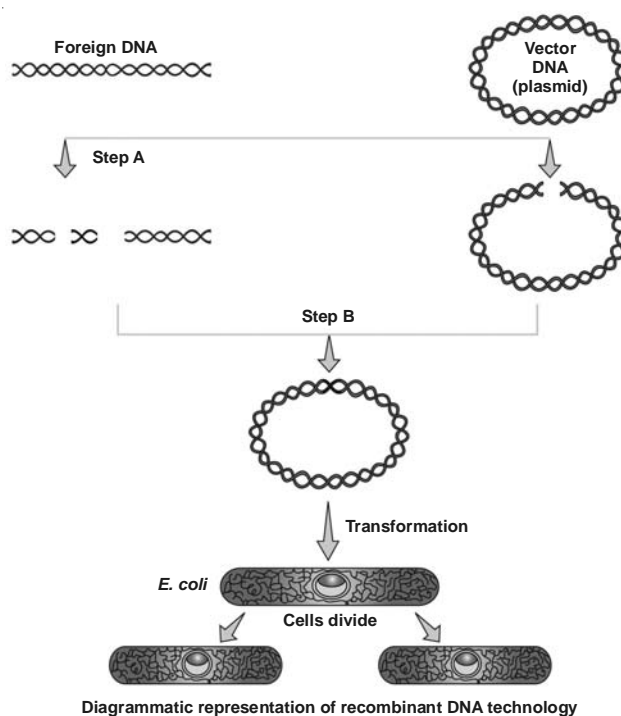 Foreign DNA
Vector
DNA
(plasmid)
Step A
Step B
Transformation
E. coli
Cells divide
Diagrammatic representation of recombinant DNA technology